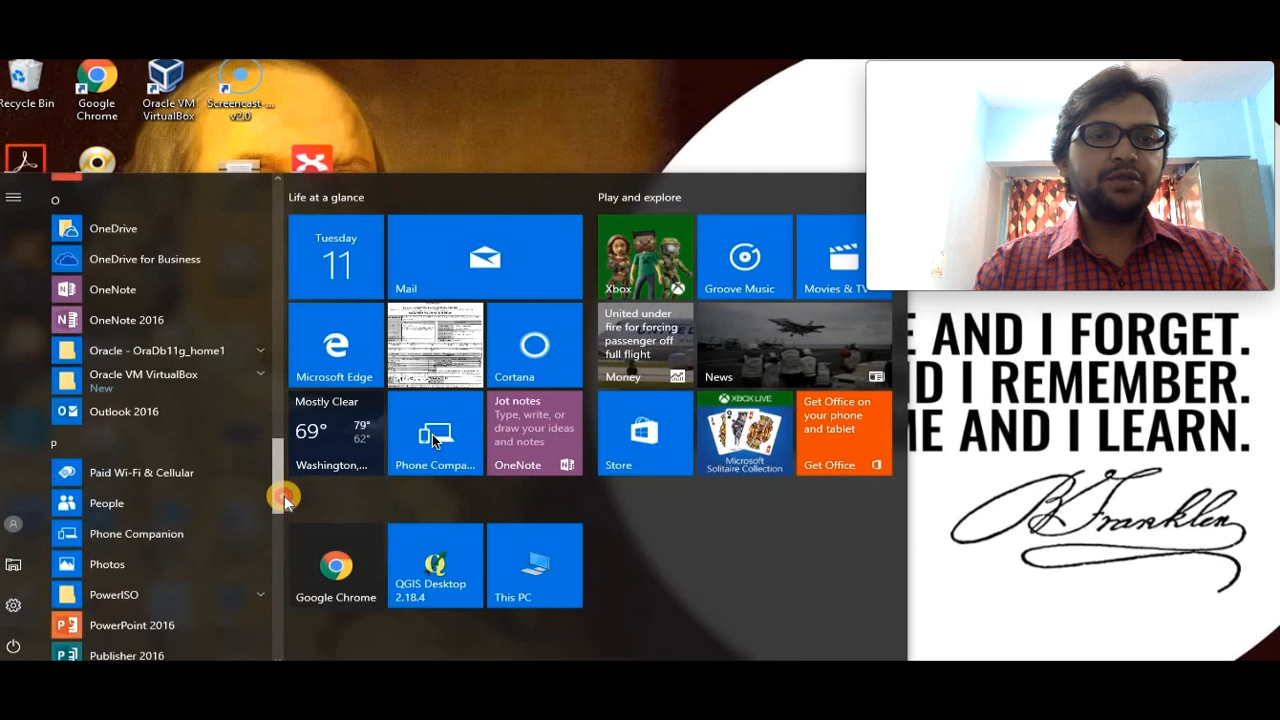 Recycle Bin
Google
Chrome
Oracle VM
VirtualBox
Screencast-...
v2.0
O
OneDrive
OneDrive for Business
OneNote
OneNote 2016
Oracle - OraDb11g_home1
Oracle VM VirtualBox
New
Outlook 2016
P
Paid Wi-Fi & Cellular
People
Phone Companion
Photos
PowerISO
PowerPoint 2016
Publisher 2016
Life at a glance
Tuesday
11
Mail
Microsoft Edge
Cortana
Mostly Clear
69° 79°
62°
Washington,...
Phone Compa...
Jot notes
Type, write, or
draw your ideas
and notes
OneNote
Google Chrome
QGIS Desktop
2.18.4
This PC
Play and explore
Xbox
Groove Music
Movies & TV
United under
fire for forcing
passenger off
full flight
Money
News
Store
XBOX LIVE
Microsoft
Solitaire Collection
Get Office on
your phone
and tablet
Get Office
E AND I FORGET.
D I REMEMBER.
ME AND I LEARN.
B Franklin